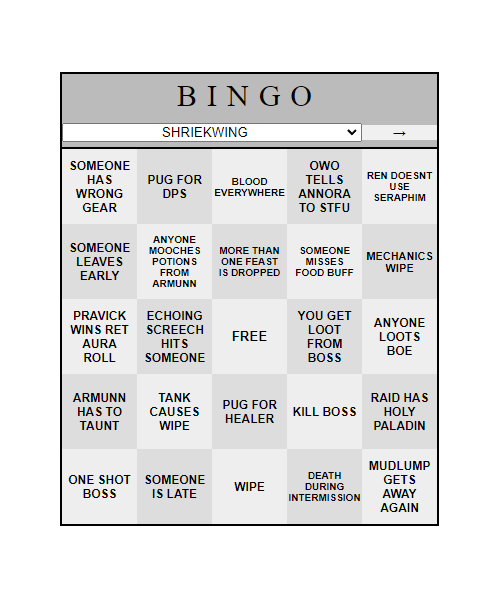 BINGO
SHRIEKWING →
SOMEONE HAS WRONG GEAR
PUG FOR DPS
BLOOD EVERYWHERE
OWO TELLS ANNORA TO STFU
REN DOESNT USE SERAPHIM
SOMEONE LEAVES EARLY
ANYONE MOOCHES POTIONS FROM ARMUNN
MORE THAN ONE FEAST IS DROPPED
SOMEONE MISSES FOOD BUFF
MECHANICS WIPE
PRAVICK WINS RET AURA ROLL
ECHOING SCREECH HITS SOMEONE
FREE
YOU GET LOOT FROM BOSS
ANYONE LOOTS BOE
ARMUNN HAS TO TAUNT
TANK CAUSES WIPE
PUG FOR HEALER
KILL BOSS
RAID HAS HOLY PALADIN
ONE SHOT BOSS
SOMEONE IS LATE
WIPE
DEATH DURING INTERMISSION
MUDLUMP GETS AWAY AGAIN